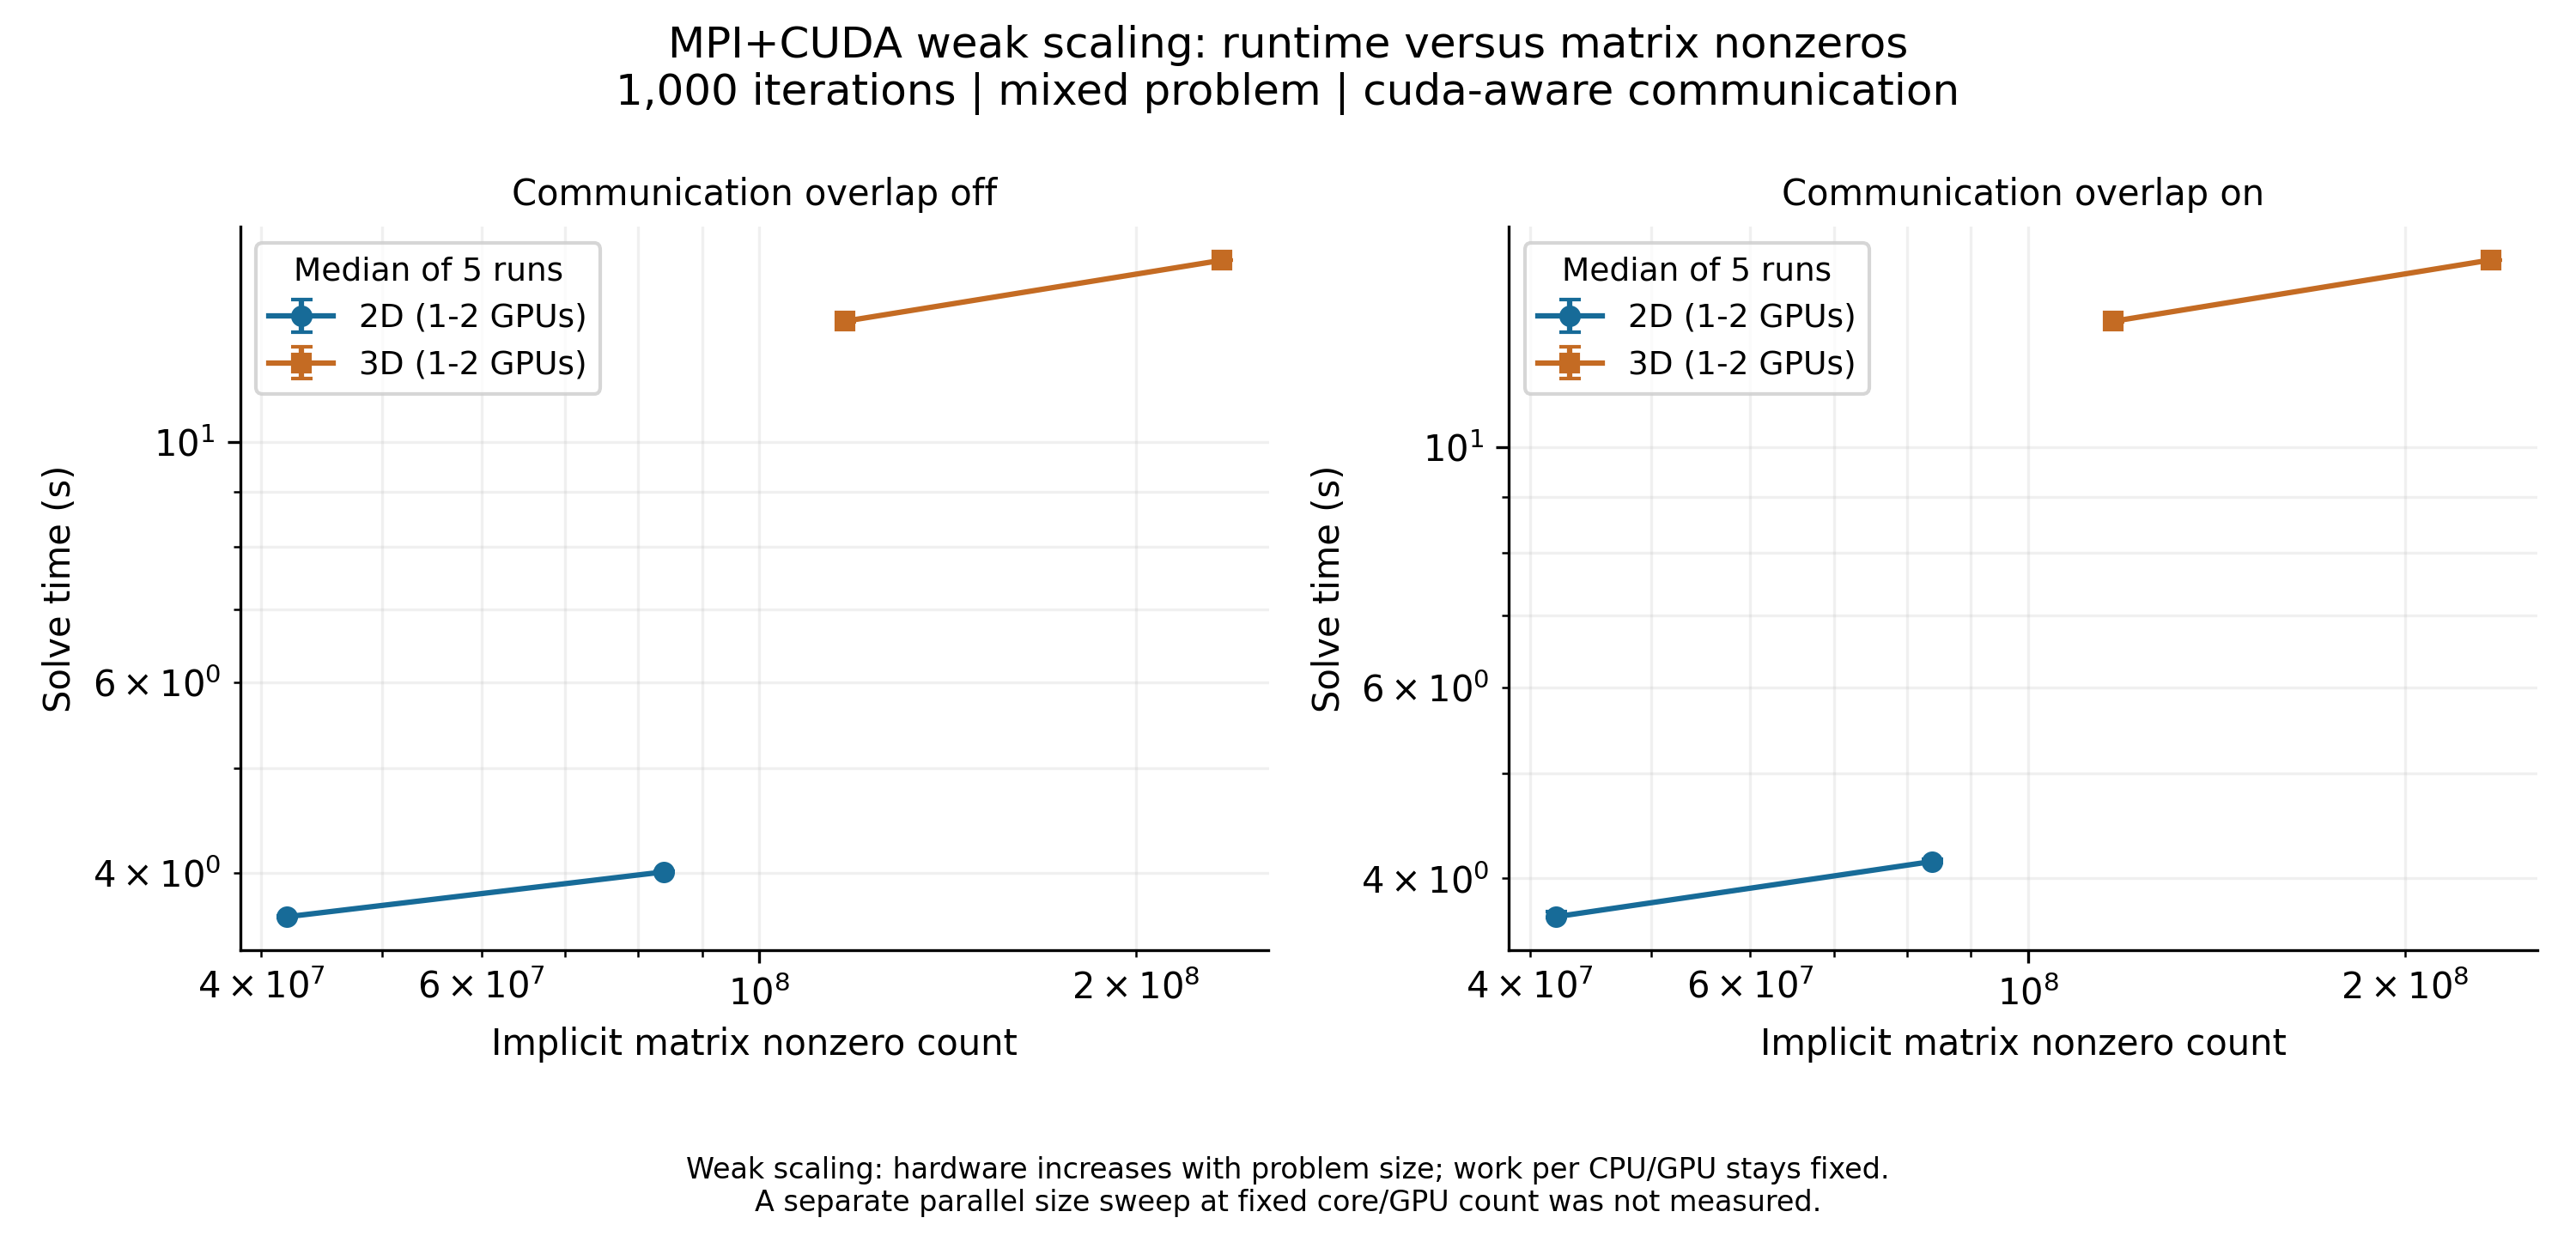 MPI+CUDA weak scaling: runtime versus matrix nonzeros
1,000 iterations | mixed problem | cuda-aware communication
Communication overlap off
Median of 5 runs
2D (1-2 GPUs)
3D (1-2 GPUs)
10¹
6 × 10⁰
4 × 10⁰
Solve time (s)
4 × 10⁷
6 × 10⁷
10⁸
2 × 10⁸
Implicit matrix nonzero count
Communication overlap on
Median of 5 runs
2D (1-2 GPUs)
3D (1-2 GPUs)
10¹
6 × 10⁰
4 × 10⁰
Solve time (s)
4 × 10⁷
6 × 10⁷
10⁸
2 × 10⁸
Implicit matrix nonzero count
Weak scaling: hardware increases with problem size; work per CPU/GPU stays fixed.
A separate parallel size sweep at fixed core/GPU count was not measured.